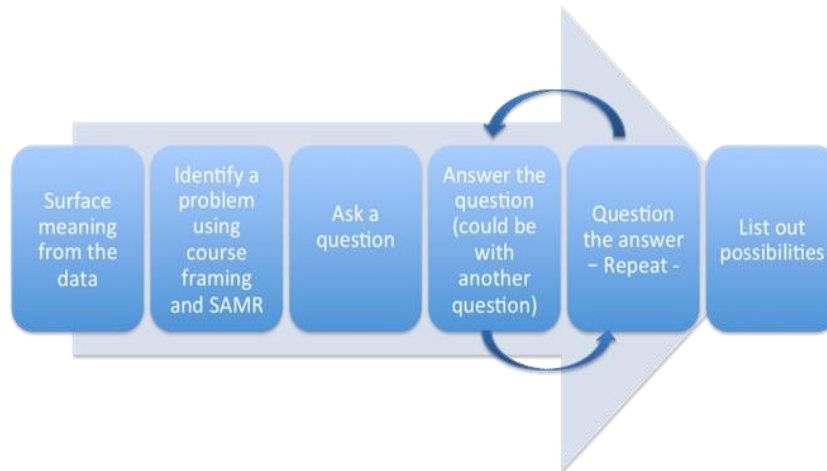 Surface
meaning
from the
data
Identify a
problem
using
course
framing
and SAMR
Ask a
question
Answer the
question
(could be
with
another
question)
Question
the answer
– Repeat -
List out
possibilities